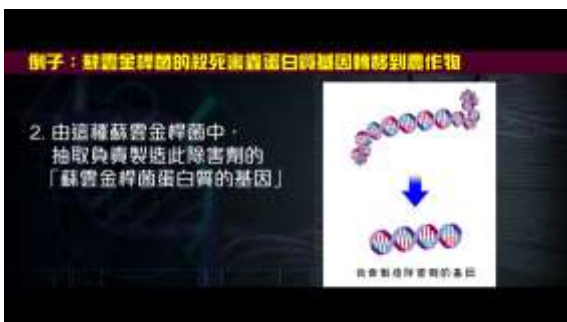 例子：蘇雲金桿菌的殺死害蟲蛋白質基因轉移到農作物
2. 由這種蘇雲金桿菌中，
抽取負責製造此除害劑的
「蘇雲金桿菌蛋白質的基因」
負責製造除害劑的基因